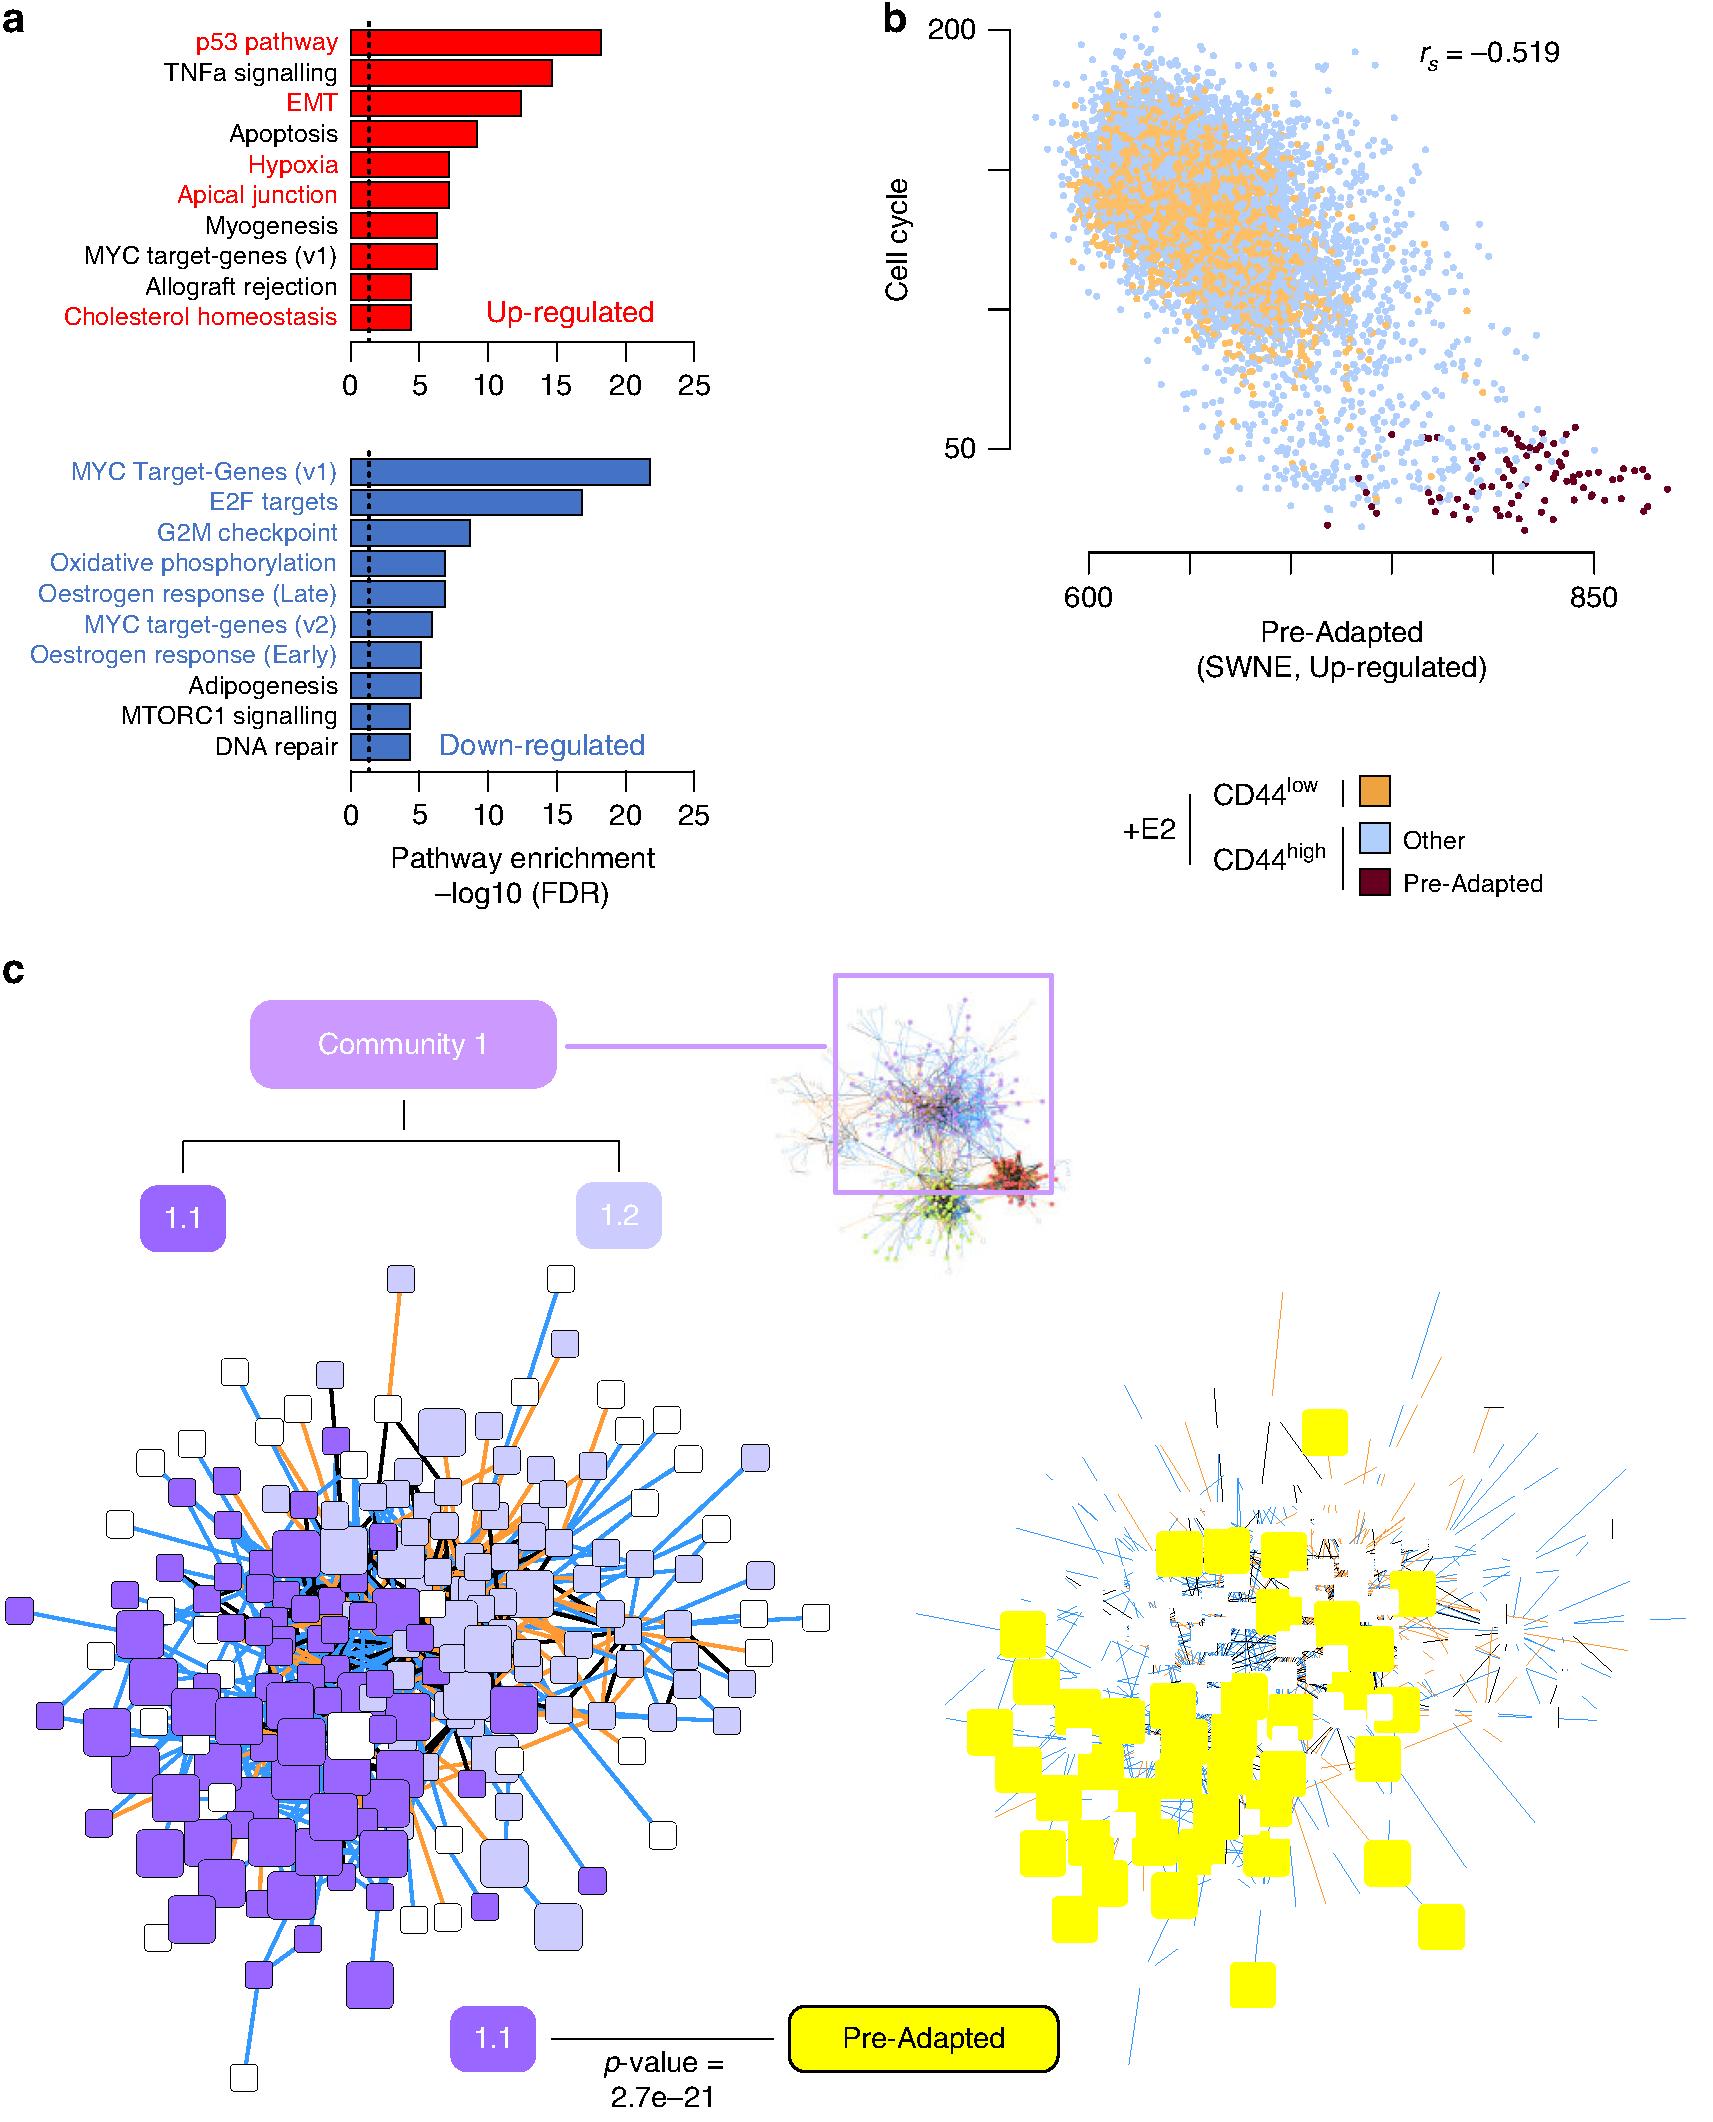 a
p53 pathway
TNFa signalling
EMT
Apoptosis
Hypoxia
Apical junction
Myogenesis
MYC target-genes (v1)
Allograft rejection
Cholesterol homeostasis
Up-regulated
0 5 10 15 20 25
MYC Target-Genes (v1)
E2F targets
G2M checkpoint
Oxidative phosphorylation
Oestrogen response (Late)
MYC target-genes (v2)
Oestrogen response (Early)
Adipogenesis
MTORC1 signalling
DNA repair
Down-regulated
0 5 10 15 20 25
Pathway enrichment
–log10 (FDR)
b
200
50
Cell cycle
rs = –0.519
600 850
Pre-Adapted
(SWNE, Up-regulated)
+E2
CD44low
CD44high
Other
Pre-Adapted
c
Community 1
1.1
1.2
1.1
p-value =
2.7e–21
Pre-Adapted